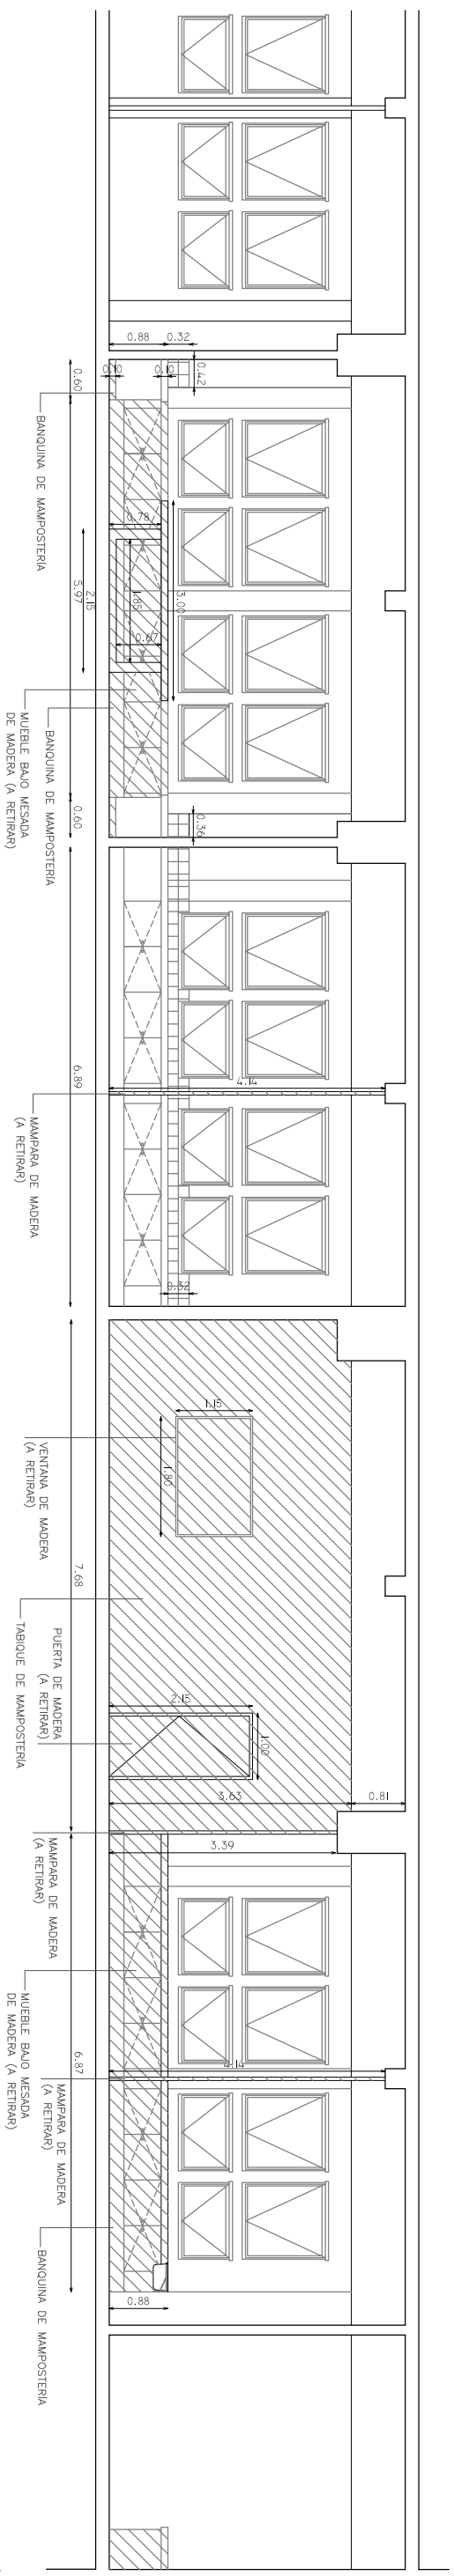 0.88
0.32
0.60
0.10
0.10
0.42
BANQUINA DE MAMPOSTERÍA
0.78
3.00
1.85
0.67
2.15
5.97
MUEBLE BAJO MESADA
DE MADERA (A RETIRAR)
BANQUINA DE MAMPOSTERÍA
0.60
0.36
6.89
4.14
MAMPARA DE MADERA
(A RETIRAR)
0.32
1.15
1.80
VENTANA DE MADERA
(A RETIRAR)
7.68
TABIQUE DE MAMPOSTERÍA
PUERTA DE MADERA
(A RETIRAR)
2.15
1.00
3.63
0.81
3.39
MAMPARA DE MADERA
(A RETIRAR)
MUEBLE BAJO MESADA
DE MADERA (A RETIRAR)
6.87
4.14
MAMPARA DE MADERA
(A RETIRAR)
BANQUINA DE MAMPOSTERÍA
0.88